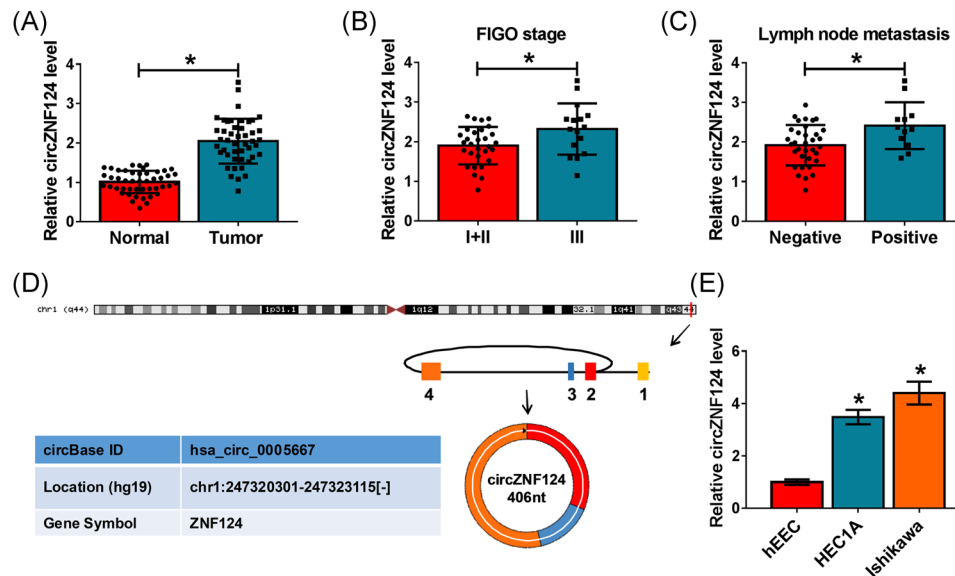 (A)
Relative circZNF124 level
4
3
2
1
0
*
Normal
Tumor
(B)
FIGO stage
Relative circZNF124 level
4
3
2
1
0
*
I+II
III
(C)
Lymph node metastasis
Relative circZNF124 level
4
3
2
1
0
*
Negative
Positive
(D)
chr1 (q44)
1p31.1
1q12
32.1
1q41
q43
44
4
3
2
1
circBase ID
hsa_circ_0005667
Location (hg19)
chr1:247320301-247323115[-]
Gene Symbol
ZNF124
circZNF124
406nt
(E)
Relative circZNF124 level
6
4
2
0
*
*
hEEC
HEC1A
Ishikawa